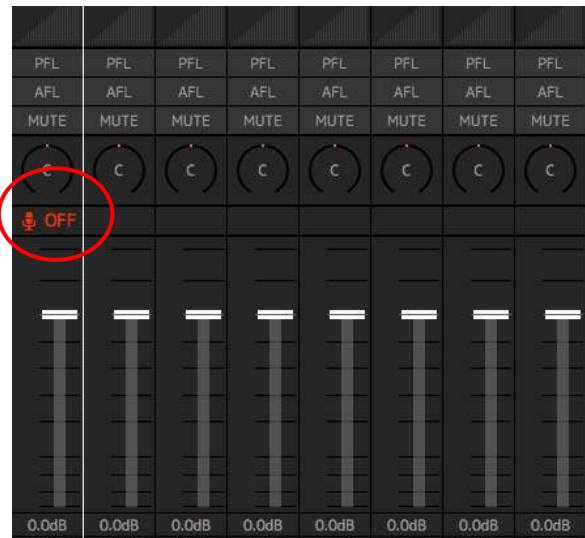 PFL PFL PFL PFL PFL PFL PFL PFL
AFL AFL AFL AFL AFL AFL AFL AFL
MUTE MUTE MUTE MUTE MUTE MUTE MUTE MUTE
C C C C C C C C
OFF
0.0dB 0.0dB 0.0dB 0.0dB 0.0dB 0.0dB 0.0dB 0.0dB